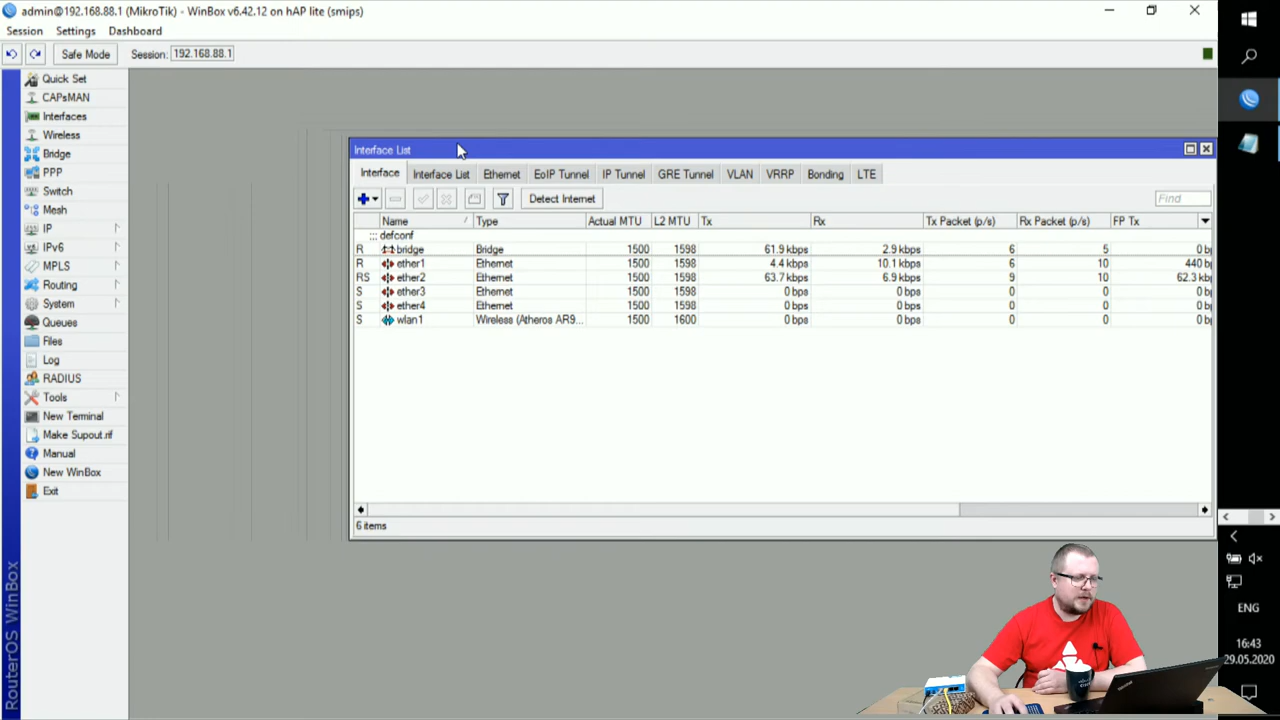 admin@192.168.88.1 (MikroTik) - WinBox v6.42.12 on hAP lite (smips)
Session Settings Dashboard
Safe Mode Session: 192.168.88.1
Quick Set
CAPsMAN
Interfaces
Wireless
Bridge
PPP
Switch
Mesh
IP
IPv6
MPLS
Routing
System
Queues
Files
Log
RADIUS
Tools
New Terminal
Make Supout.rif
Manual
New WinBox
Exit
RouterOS WinBox
Interface List
Interface Interface List Ethernet EoIP Tunnel IP Tunnel GRE Tunnel VLAN VRRP Bonding LTE
Detect Internet Find
Name Type Actual MTU L2 MTU Tx Rx Tx Packet (p/s) Rx Packet (p/s) FP Tx
::: defconf
R bridge Bridge 1500 1598 61.9 kbps 2.9 kbps 6 5 0 b
R ether1 Ethernet 1500 1598 4.4 kbps 10.1 kbps 6 10 440 b
RS ether2 Ethernet 1500 1598 63.7 kbps 6.9 kbps 9 10 62.3 k
S ether3 Ethernet 1500 1598 0 bps 0 bps 0 0 0 b
S ether4 Ethernet 1500 1598 0 bps 0 bps 0 0 0 b
S wlan1 Wireless (Atheros AR9... 1500 1600 0 bps 0 bps 0 0 0 b
6 items
ENG
16:43
29.05.2020